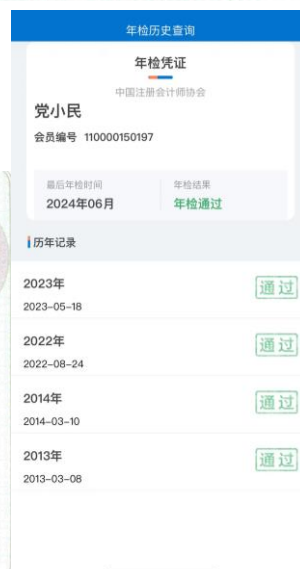 年检历史查询
年检凭证
中国注册会计师协会
党小民
会员编号 110000150197
最后年检时间 年检结果
2024年06月 年检通过
历年记录
2023年 通过
2023-05-18
2022年 通过
2022-08-24
2014年 通过
2014-03-10
2013年 通过
2013-03-08